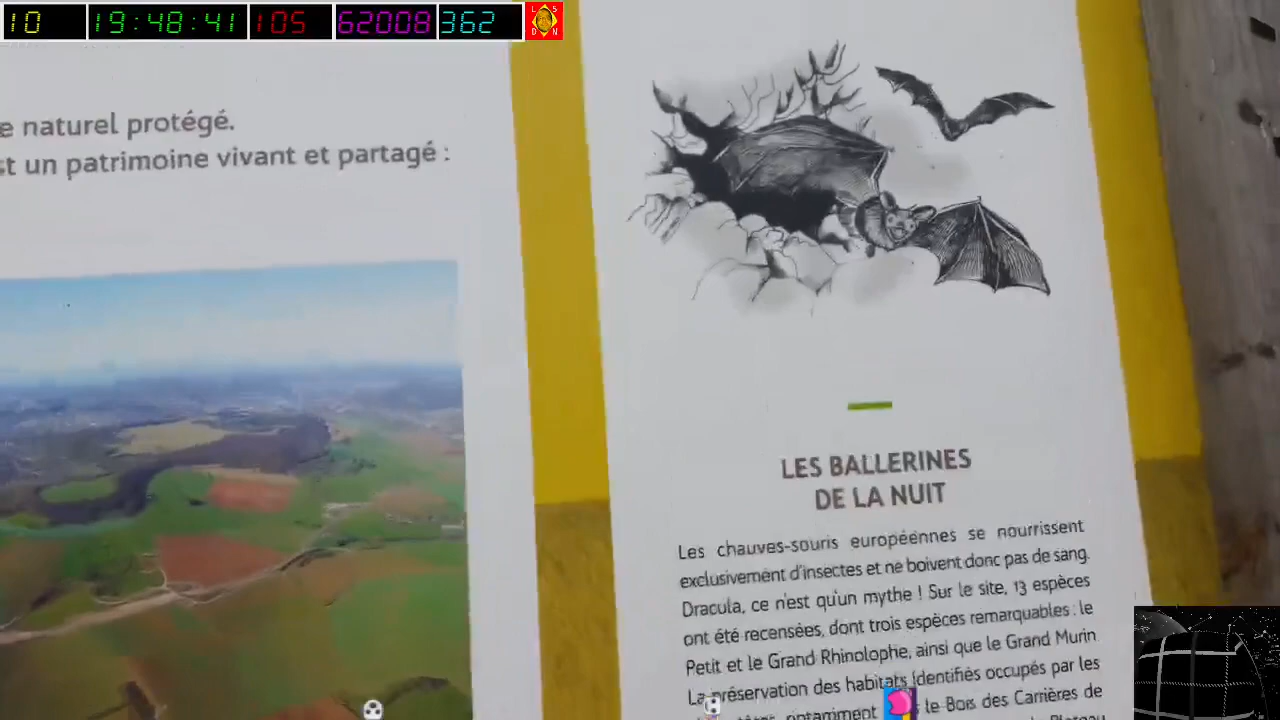 10 19:48:41 105 62008 362 L S D N
e naturel protégé.
st un patrimoine vivant et partagé :
LES BALLERINES
DE LA NUIT
Les chauves-souris européennes se nourrissent
exclusivement d'insectes et ne boivent donc pas de sang.
Dracula, ce n'est qu'un mythe ! Sur le site, 13 espèces
ont été recensées, dont trois espèces remarquables : le
Petit et le Grand Rhinolophe, ainsi que le Grand Murin
La préservation des habitats identifiés occupés par les
notamment le Bois des Carrières de